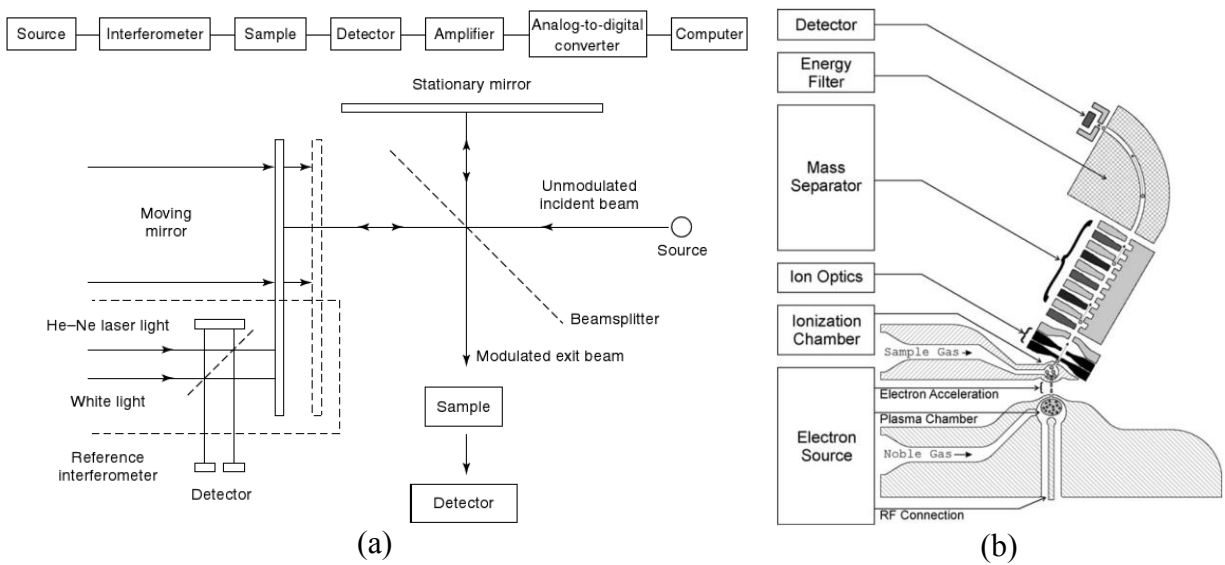 Source
Interferometer
Sample
Detector
Amplifier
Analog-to-digital
converter
Computer
Stationary mirror
Moving
mirror
Unmodulated
incident beam
Source
He–Ne laser light
Beamsplitter
Modulated exit beam
White light
Sample
Reference
interferometer
Detector
Detector
(a)
Detector
Energy
Filter
Mass
Separator
Ion Optics
Ionization
Chamber
Sample Gas
Electron Acceleration
Plasma Chamber
Electron
Source
Noble Gas
RF Connection
(b)